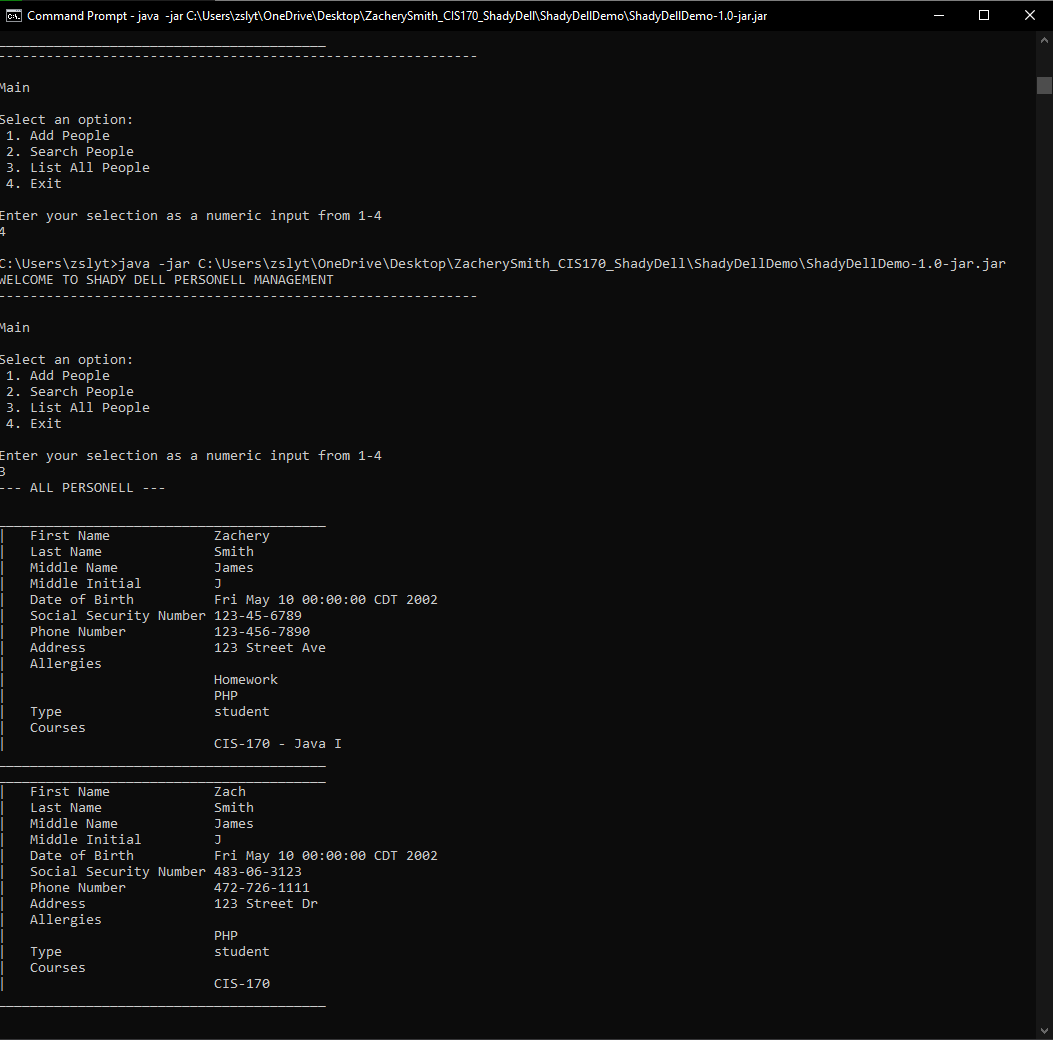 Command Prompt - java  -jar C:\Users\zslyt\OneDrive\Desktop\ZacherySmith_CIS170_ShadyDell\ShadyDellDemo\ShadyDellDemo-1.0-jar.jar
_________________________________________
------------------------------------------------------------
Main
Select an option:
 1. Add People
 2. Search People
 3. List All People
 4. Exit
Enter your selection as a numeric input from 1-4
4
C:\Users\zslyt>java -jar C:\Users\zslyt\OneDrive\Desktop\ZacherySmith_CIS170_ShadyDell\ShadyDellDemo\ShadyDellDemo-1.0-jar.jar
WELCOME TO SHADY DELL PERSONELL MANAGEMENT
------------------------------------------------------------
Main
Select an option:
 1. Add People
 2. Search People
 3. List All People
 4. Exit
Enter your selection as a numeric input from 1-4
3
--- ALL PERSONELL ---
_________________________________________
|   First Name             Zachery
|   Last Name              Smith
|   Middle Name            James
|   Middle Initial         J
|   Date of Birth          Fri May 10 00:00:00 CDT 2002
|   Social Security Number 123-45-6789
|   Phone Number           123-456-7890
|   Address                123 Street Ave
|   Allergies
|                          Homework
|                          PHP
|   Type                   student
|   Courses
|                          CIS-170 - Java I
_________________________________________
_________________________________________
|   First Name             Zach
|   Last Name              Smith
|   Middle Name            James
|   Middle Initial         J
|   Date of Birth          Fri May 10 00:00:00 CDT 2002
|   Social Security Number 483-06-3123
|   Phone Number           472-726-1111
|   Address                123 Street Dr
|   Allergies
|                          PHP
|   Type                   student
|   Courses
|                          CIS-170
_________________________________________